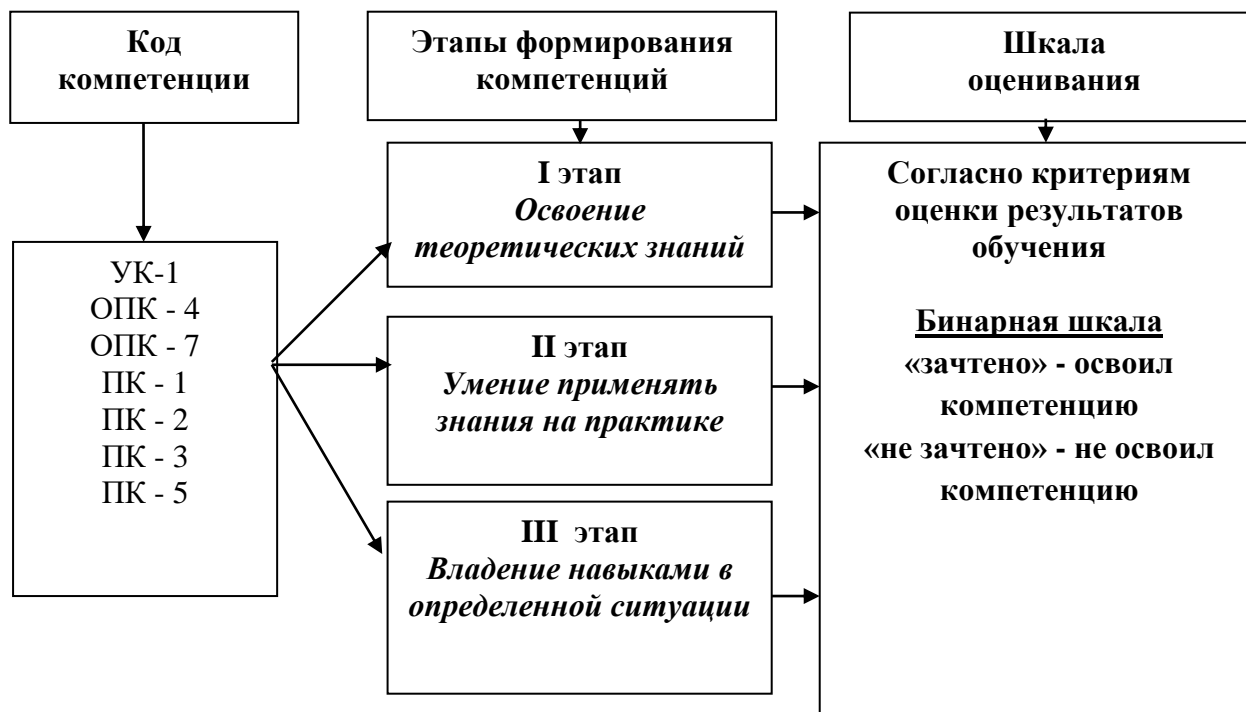 Код
компетенции
Этапы формирования
компетенций
Шкала
оценивания
УК-1
ОПК - 4
ОПК - 7
ПК - 1
ПК - 2
ПК - 3
ПК - 5
I этап
Освоение
теоретических знаний
II этап
Умение применять
знания на практике
III этап
Владение навыками в
определенной ситуации
Согласно критериям
оценки результатов
обучения
Бинарная шкала
«зачтено» - освоил
компетенцию
«не зачтено» - не освоил
компетенцию